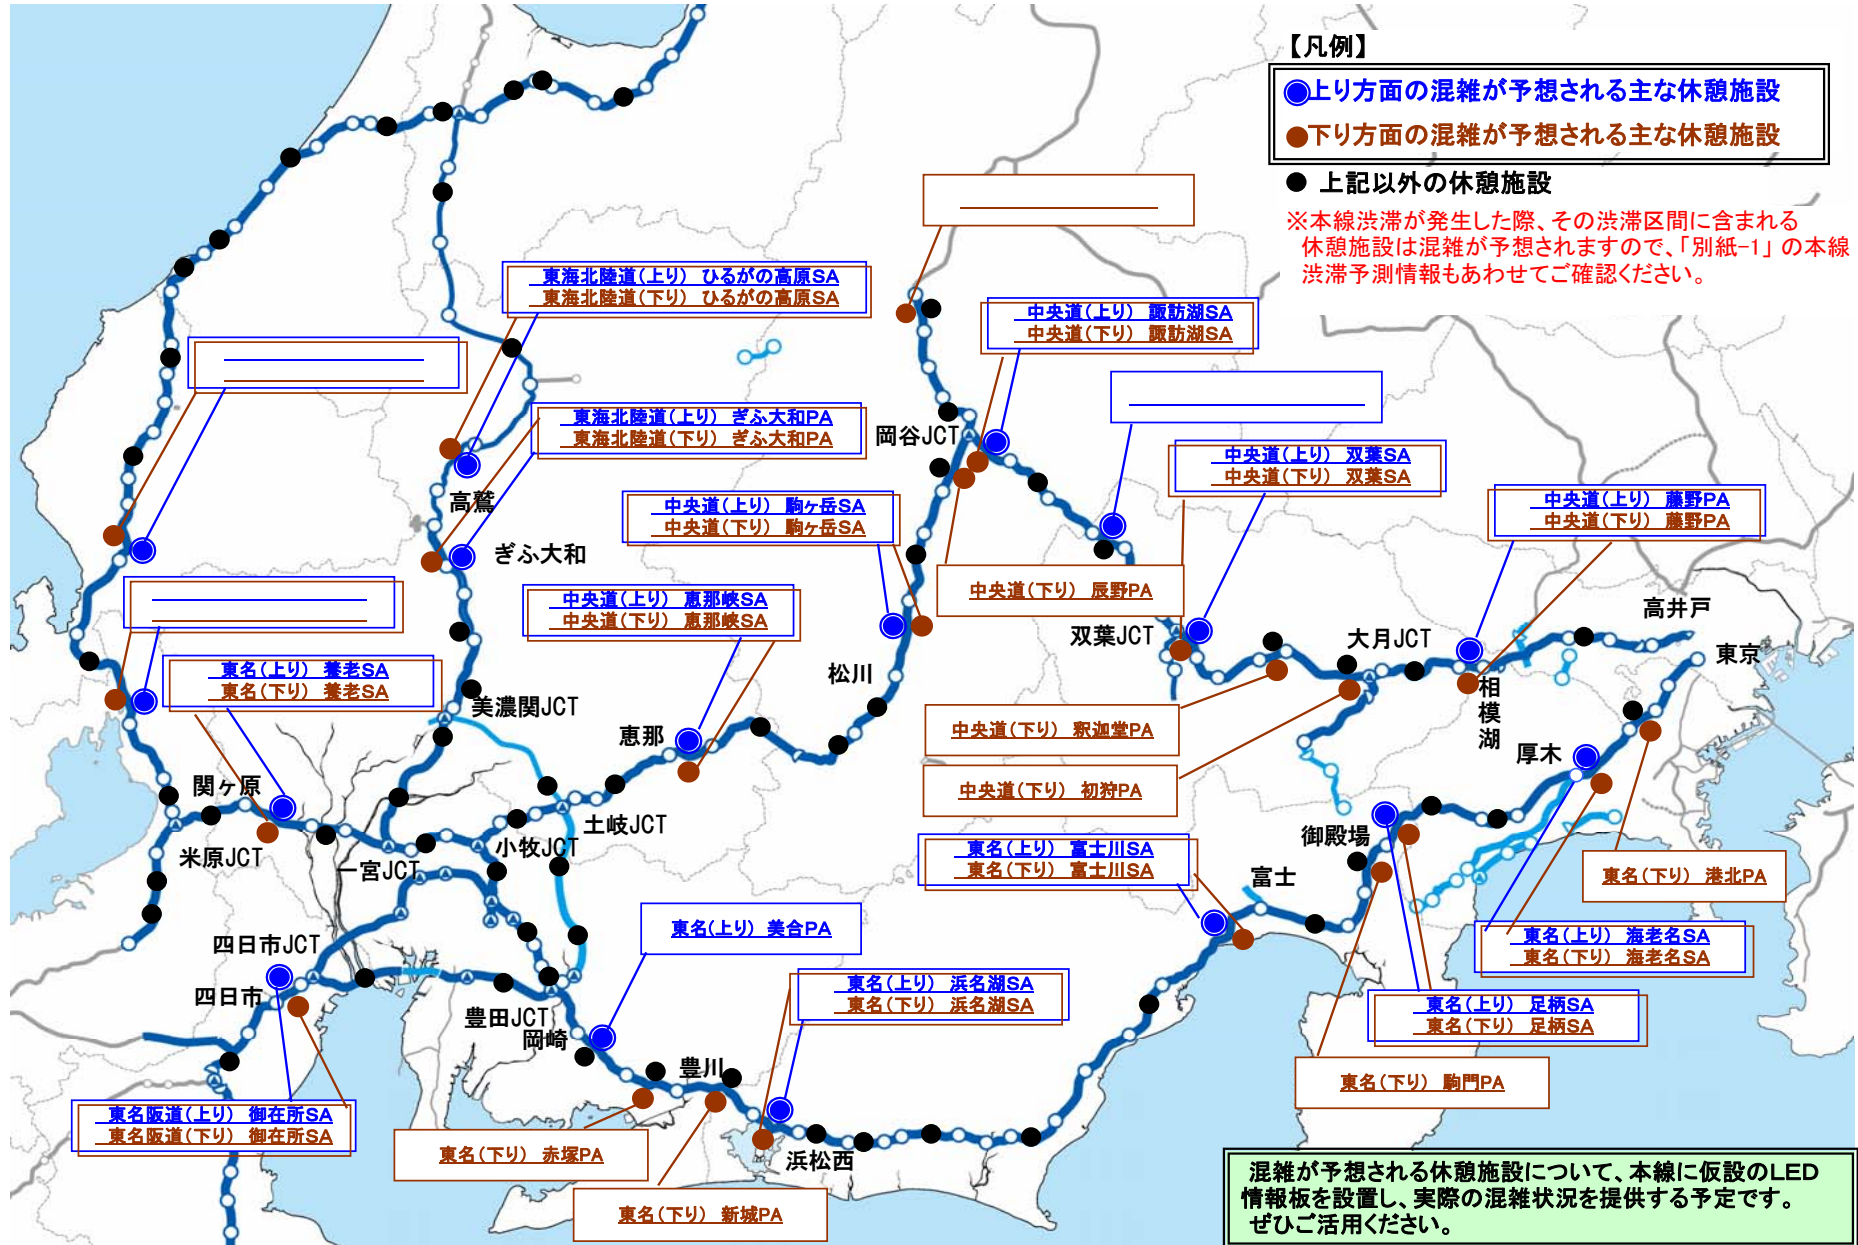 【凡例】
上り方面の混雑が予想される主な休憩施設
下り方面の混雑が予想される主な休憩施設
上記以外の休憩施設
※本線渋滞が発生した際、その渋滞区間に含まれる
休憩施設は混雑が予想されますので、「別紙-1」の本線
渋滞予測情報もあわせてご確認ください。
東海北陸道(上り) ひるがの高原SA
東海北陸道(下り) ひるがの高原SA
中央道(上り) 諏訪湖SA
中央道(下り) 諏訪湖SA
東海北陸道(上り) ぎふ大和PA
東海北陸道(下り) ぎふ大和PA
岡谷JCT
中央道(上り) 双葉SA
中央道(下り) 双葉SA
高鷲
中央道(上り) 駒ヶ岳SA
中央道(下り) 駒ヶ岳SA
中央道(上り) 藤野PA
中央道(下り) 藤野PA
ぎふ大和
中央道(上り) 恵那峡SA
中央道(下り) 恵那峡SA
中央道(下り) 辰野PA
高井戸
双葉JCT
大月JCT
東京
東名(上り) 養老SA
東名(下り) 養老SA
松川
相模湖
美濃関JCT
恵那
中央道(下り) 釈迦堂PA
厚木
関ヶ原
中央道(下り) 初狩PA
土岐JCT
御殿場
米原JCT
一宮JCT
小牧JCT
東名(上り) 富士川SA
東名(下り) 富士川SA
富士
東名(下り) 港北PA
東名(上り) 美合PA
四日市JCT
東名(上り) 海老名SA
東名(下り) 海老名SA
四日市
東名(上り) 浜名湖SA
東名(下り) 浜名湖SA
東名(上り) 足柄SA
東名(下り) 足柄SA
豊田JCT
岡崎
豊川
東名(下り) 駒門PA
東名阪道(上り) 御在所SA
東名阪道(下り) 御在所SA
東名(下り) 赤塚PA
浜松西
東名(下り) 新城PA
混雑が予想される休憩施設について、本線に仮設のLED
情報板を設置し、実際の混雑状況を提供する予定です。
ぜひご活用ください。